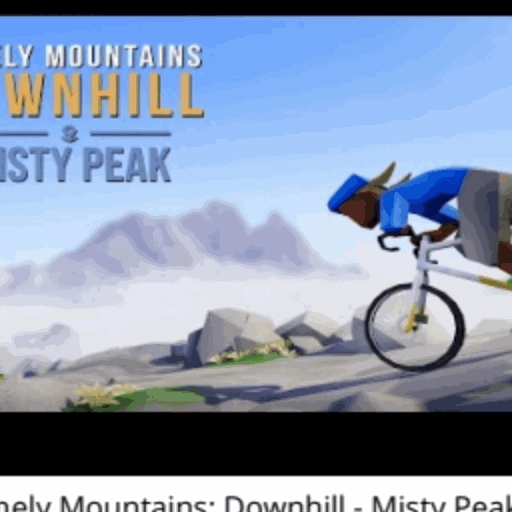 ELY MOUNTAINS
WNHILL
&
ISTY PEAK
nely Mountains: Downhill - Misty Peak